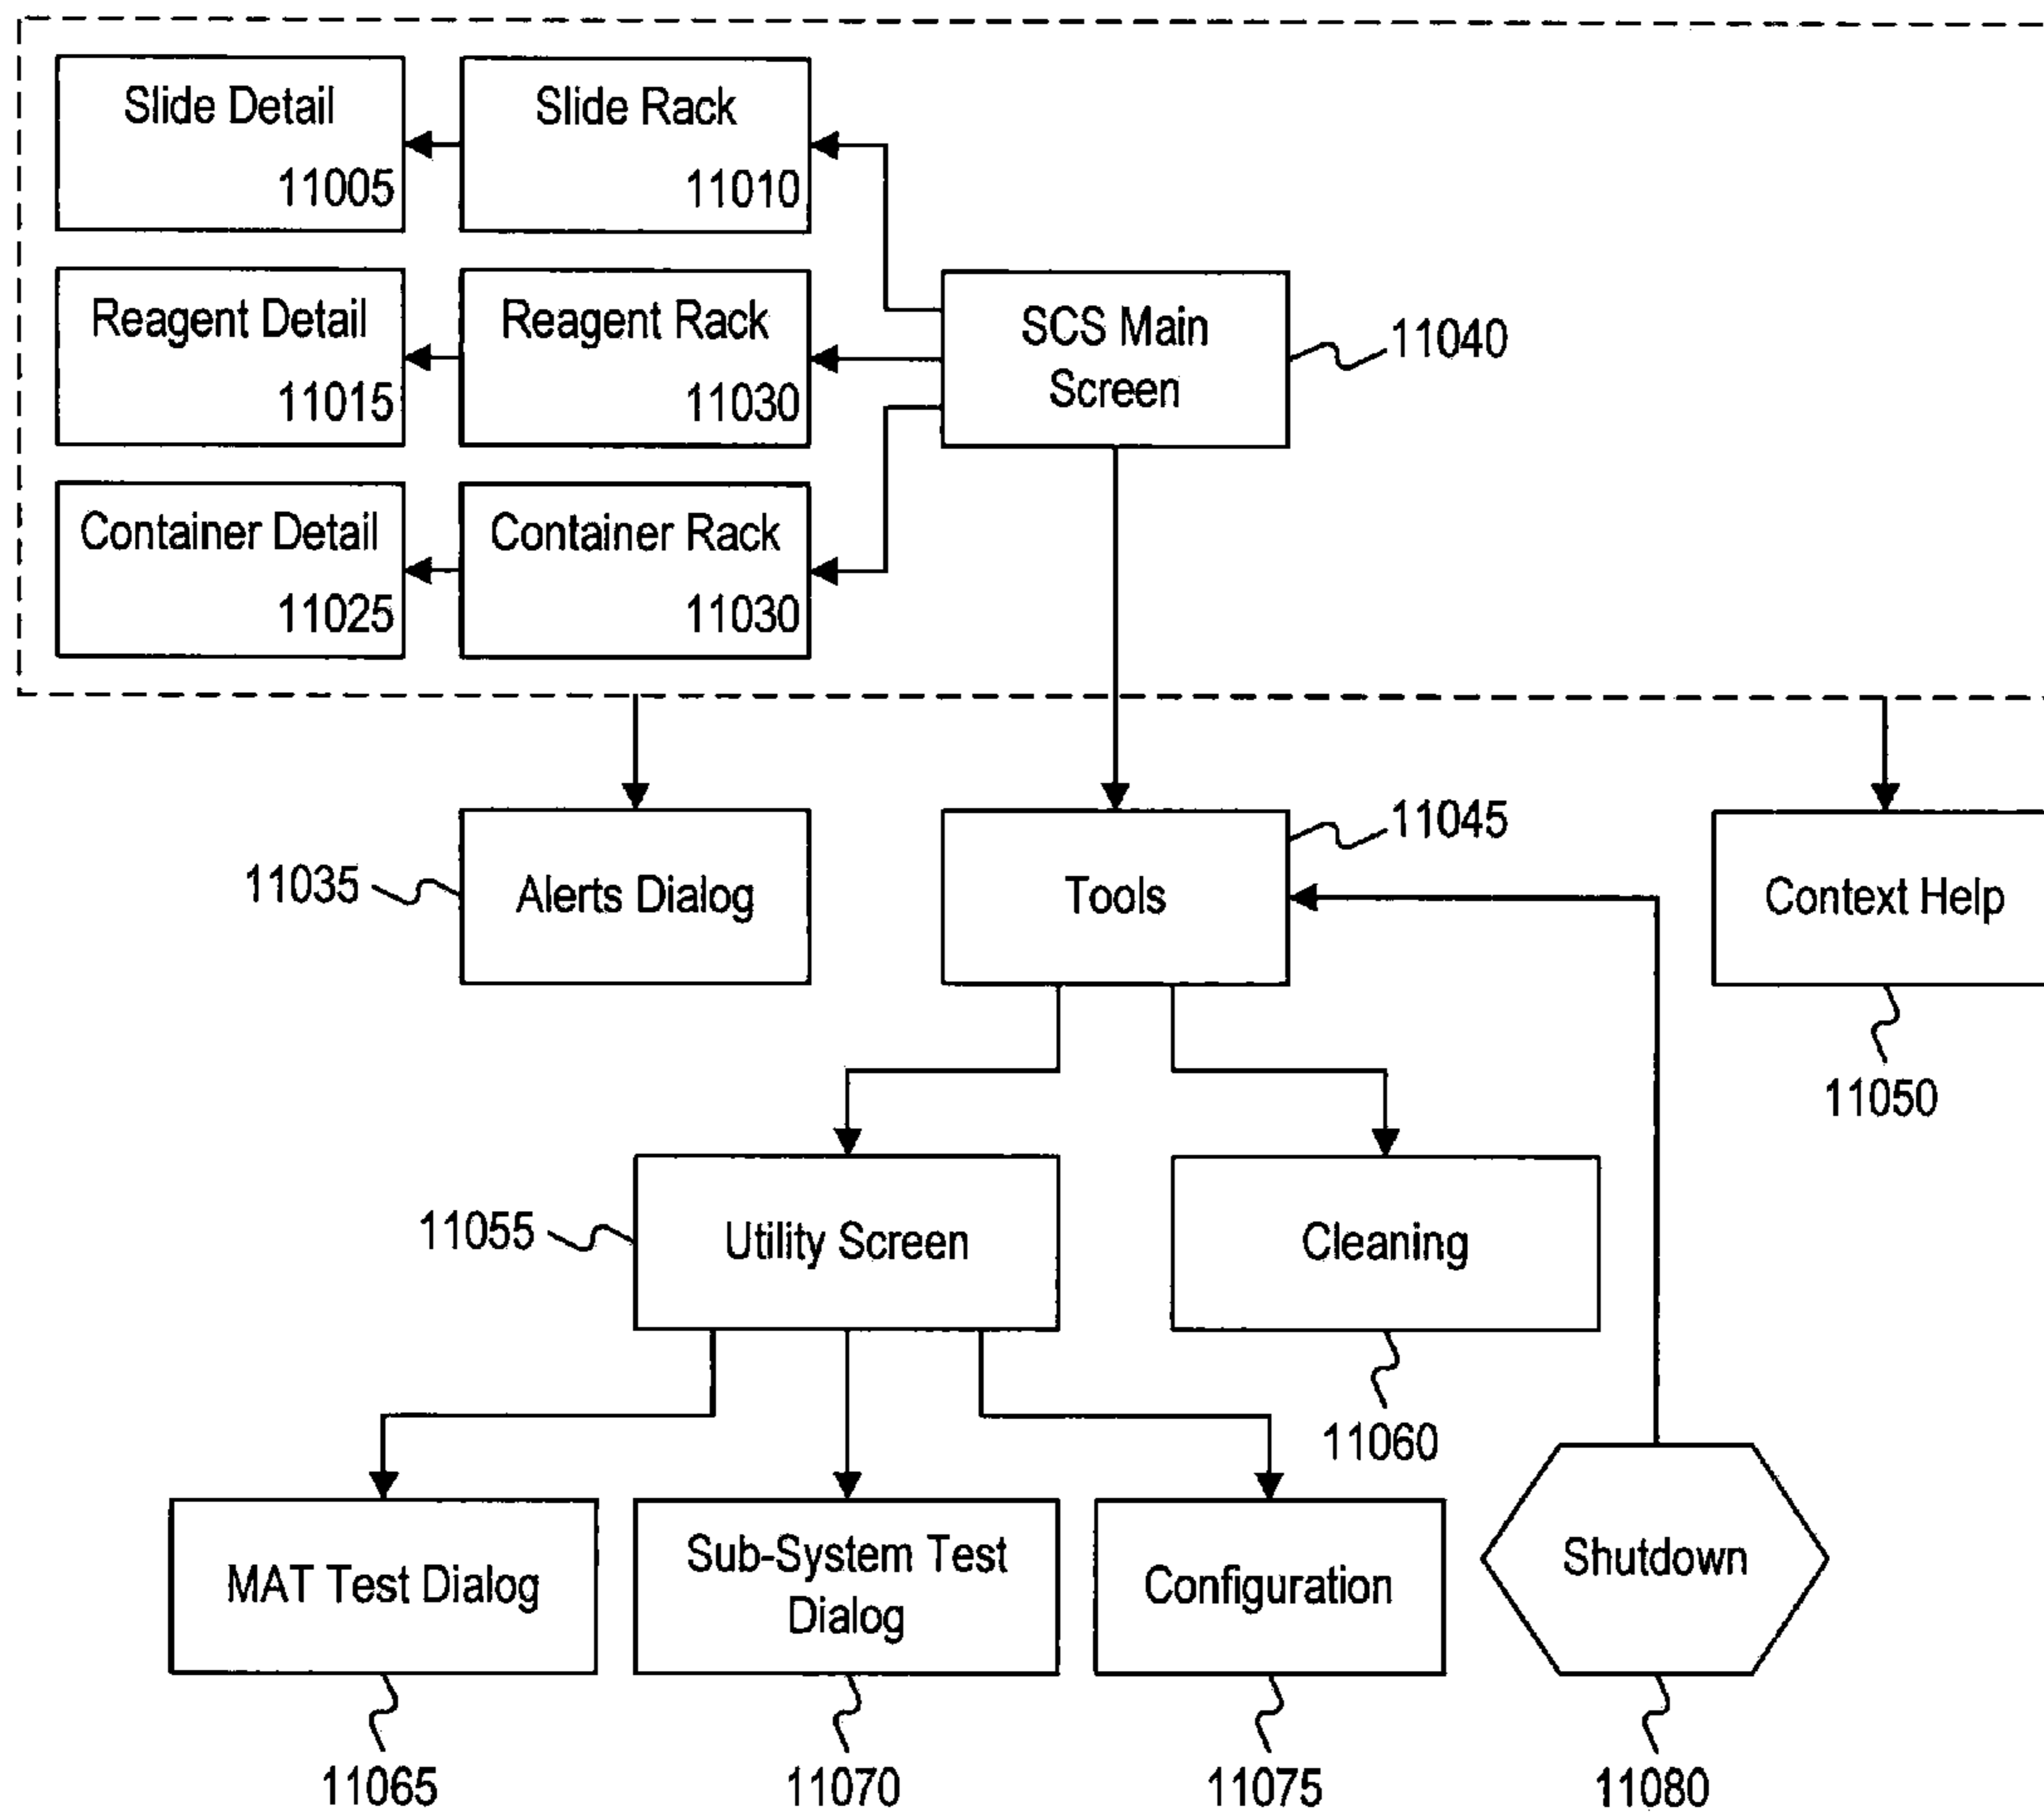 Slide Detail
11005
Slide Rack
11010
Reagent Detail
11015
Reagent Rack
11030
SCS Main
Screen
11040
Container Detail
11025
Container Rack
11030
11035
Alerts Dialog
Tools
11045
Context Help
11050
11055
Utility Screen
Cleaning
11060
MAT Test Dialog
11065
Sub-System Test
Dialog
11070
Configuration
11075
Shutdown
11080